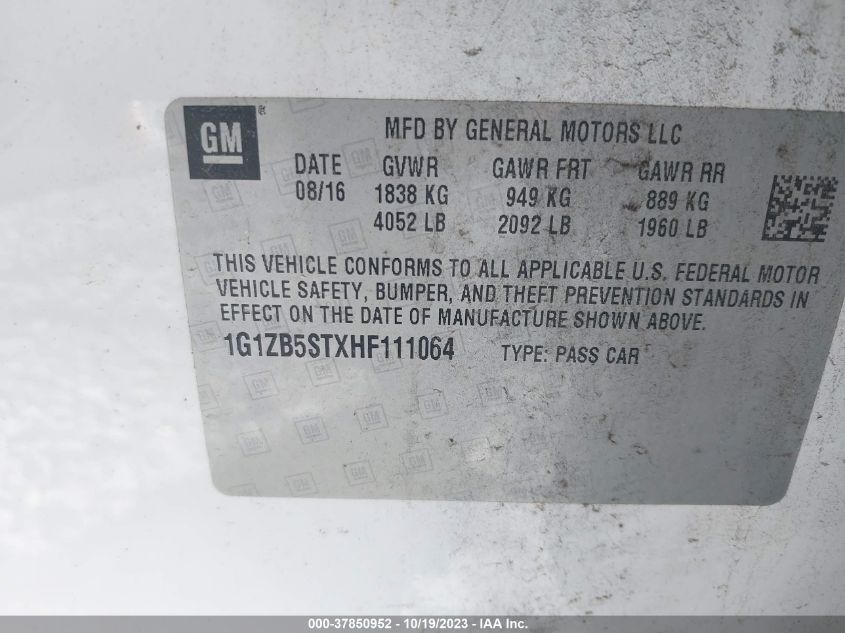 GM
MFD BY GENERAL MOTORS LLC
DATE GVWR GAWR FRT GAWR RR
08/16 1838 KG 949 KG 889 KG
4052 LB 2092 LB 1960 LB
THIS VEHICLE CONFORMS TO ALL APPLICABLE U.S. FEDERAL MOTOR
VEHICLE SAFETY, BUMPER, AND THEFT PREVENTION STANDARDS IN
EFFECT ON THE DATE OF MANUFACTURE SHOWN ABOVE.
1G1ZB5STXHF111064 TYPE: PASS CAR
000-37850952 - 10/19/2023 - IAA Inc.